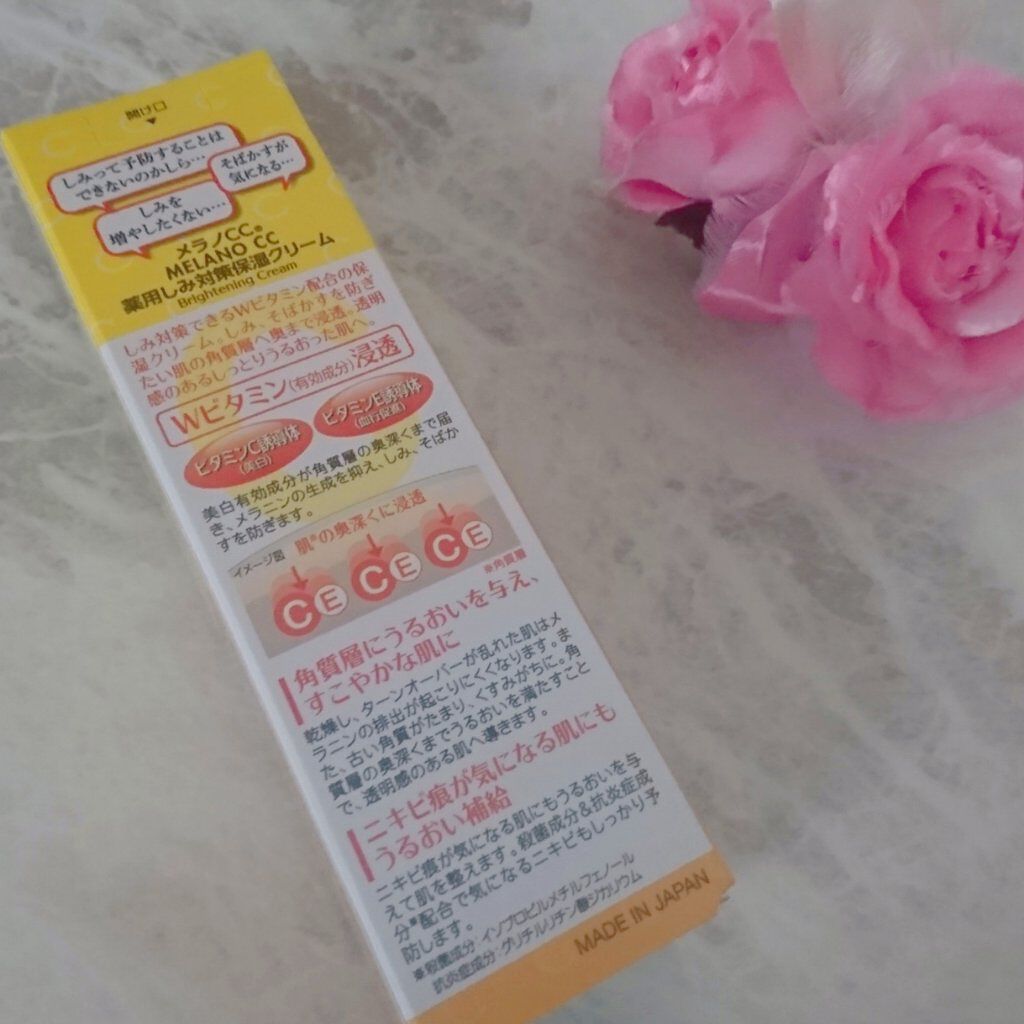 開け口
しみって予防することは
できないのかしら…
そばかすが
気になる…
しみを
増やしたくない…
メラノCC®
MELANO CC
薬用しみ対策保湿クリーム
Brightening Cream
しみ対策できるWビタミン配合の保
湿クリーム。しみ、そばかすを防ぎ
たい肌の角質層へ奥まで浸透。透明
感のあるしっとりうるおった肌へ。
Wビタミン(有効成分)浸透
ビタミンC誘導体
(美白)
ビタミンE誘導体
(血行促進)
美白有効成分が角質層の奥深くまで届
き、メラニンの生成を抑え、しみ、そばか
すを防ぎます。
イメージ図
肌※の奥深くに浸透
C E C E C E
※角質層
角質層にうるおいを与え、
すこやかな肌に
乾燥し、ターンオーバーが乱れた肌はメ
ラニンの排出が起こりにくくなります。ま
た、古い角質がたまり、くすみがちに。角
質層の奥深くまでうるおいを満たすこと
で、透明感のある肌へ導きます。
ニキビ痕が気になる肌にも
うるおい補給
ニキビ痕が気になる肌にもうるおいを与
えて肌を整えます。殺菌成分&抗炎症成
分※配合で気になるニキビもしっかり予
防します。
※殺菌成分:イソプロピルメチルフェノール
抗炎症成分:グリチルリチン酸ジカリウム
MADE IN JAPAN